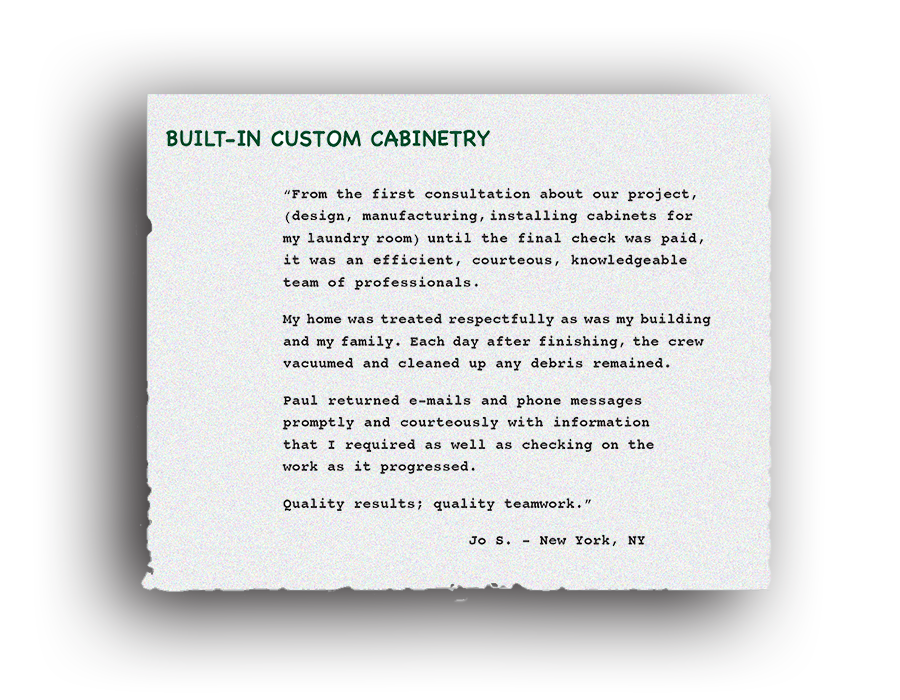 BUILT-IN CUSTOM CABINETRY
“From the first consultation about our project,
(design, manufacturing, installing cabinets for
my laundry room) until the final check was paid,
it was an efficient, courteous, knowledgeable
team of professionals.
My home was treated respectfully as was my building
and my family. Each day after finishing, the crew
vacuumed and cleaned up any debris remained.
Paul returned e-mails and phone messages
promptly and courteously with information
that I required as well as checking on the
work as it progressed.
Quality results; quality teamwork.”
Jo S. - New York, NY